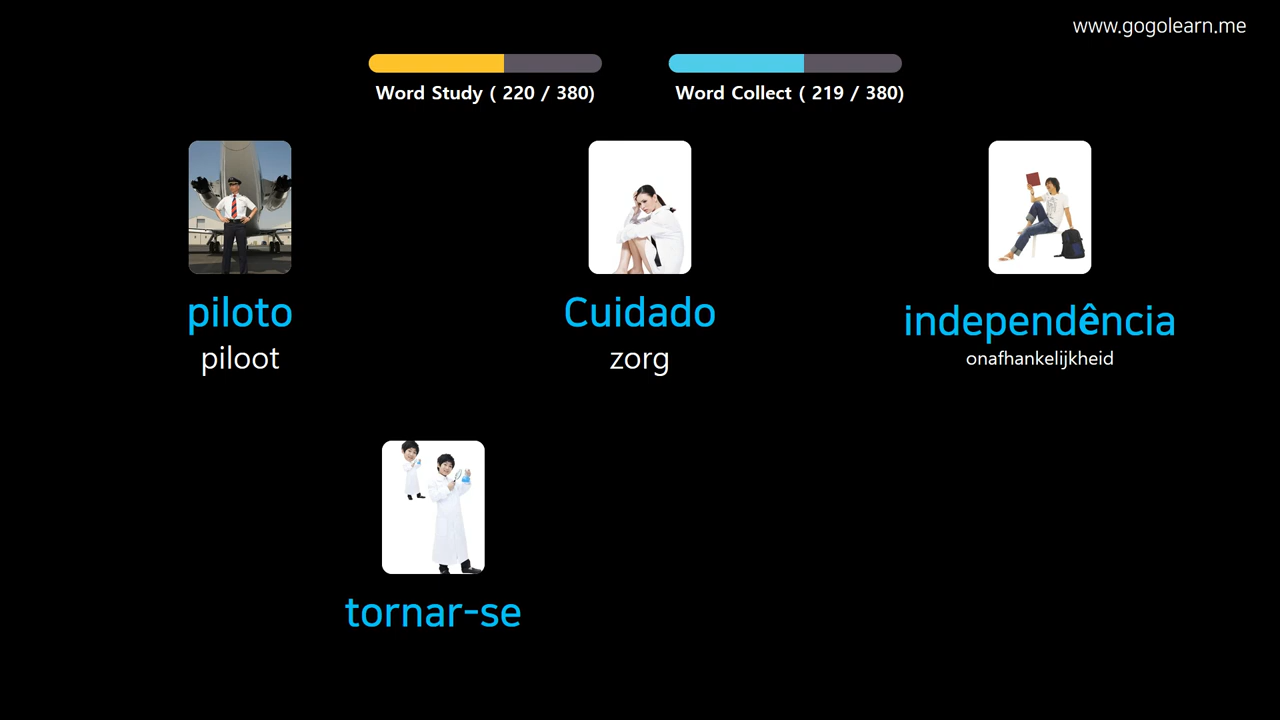 www.gogolearn.me
Word Study ( 220 / 380)
Word Collect ( 219 / 380)
piloto
piloot
Cuidado
zorg
independência
onafhankelijkheid
tornar-se